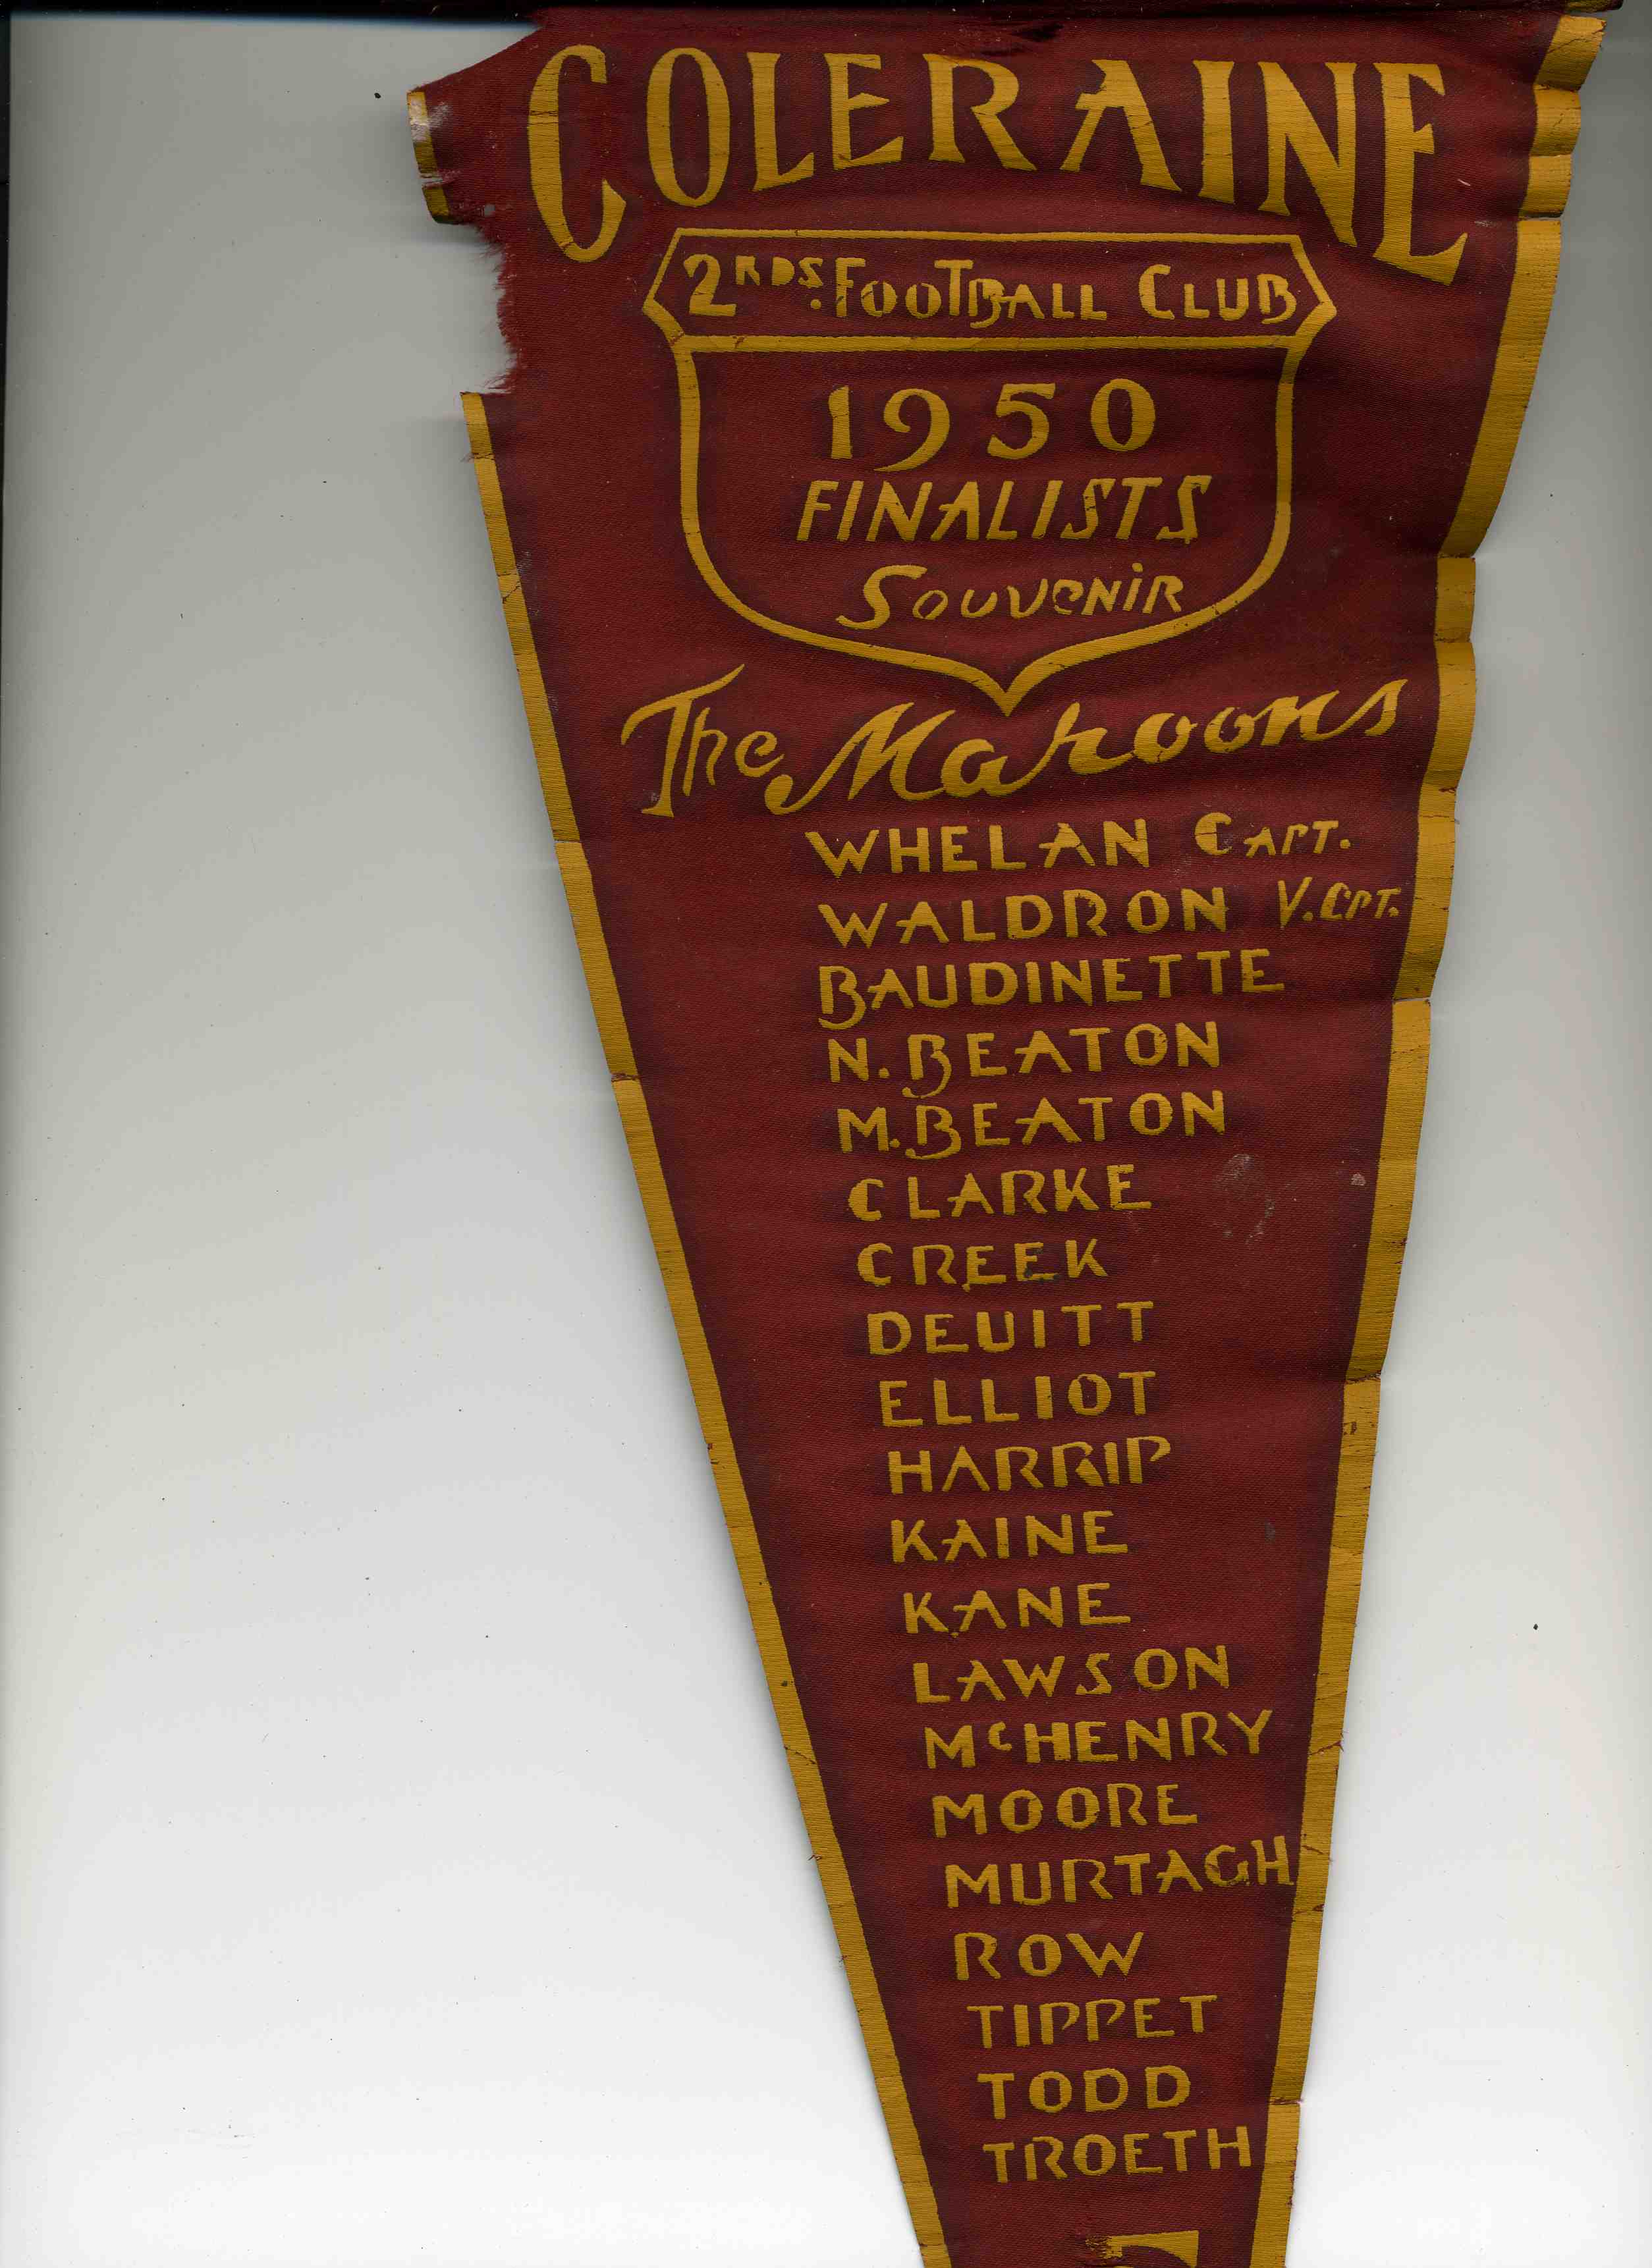 COLERAINE
2NDS. FOOTBALL CLUB
1950
FINALISTS
SOUVENIR
The Maroons
WHELAN CAPT.
WALDRON V.CPT.
BAUDINETTE
N. BEATON
M. BEATON
CLARKE
CREEK
DEUITT
ELLIOT
HARRIP
KAINE
KANE
LAWSON
McHENRY
MOORE
MURTAGH
ROW
TIPPET
TODD
TROETH